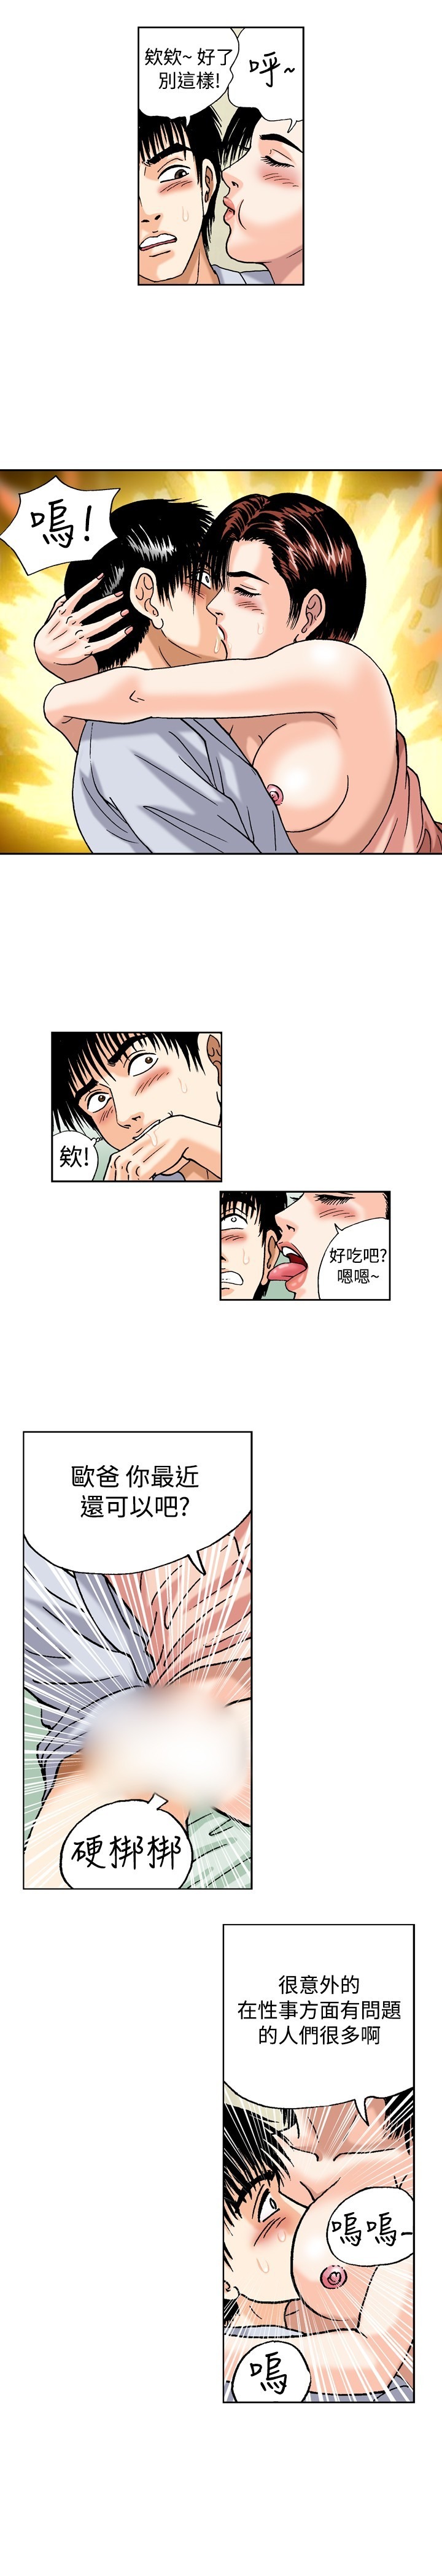 欸欸~ 好了
別這樣!
呼~
嗚!
欸!
好吃吧?
嗯嗯~
歐爸 你最近
還可以吧?
硬梆梆
很意外的
在性事方面有問題
的人們很多啊
嗚嗚-
嗚